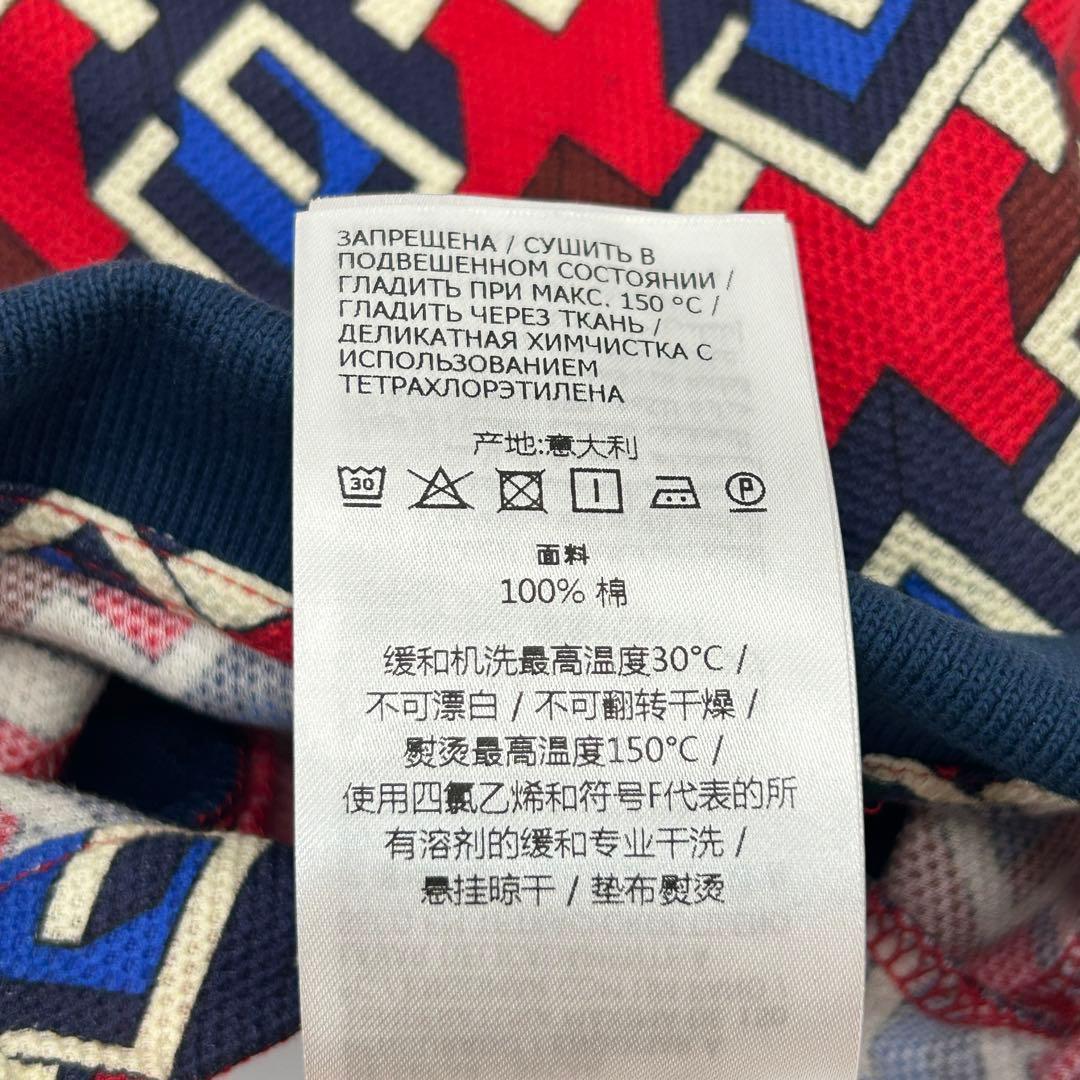 ЗАПРЕЩЕНА / СУШИТЬ В
ПОДВЕШЕННОМ СОСТОЯНИИ /
ГЛАДИТЬ ПРИ МАКС. 150 °C /
ГЛАДИТЬ ЧЕРЕЗ ТКАНЬ /
ДЕЛИКАТНАЯ ХИМЧИСТКА С
ИСПОЛЬЗОВАНИЕМ
ТЕТРАХЛОРЭТИЛЕНА
产地:意大利
30 P
面料
100% 棉
缓和机洗最高温度30°C /
不可漂白 / 不可翻转干燥 /
熨烫最高温度150°C /
使用四氯乙烯和符号F代表的所
有溶剂的缓和专业干洗 /
悬挂晾干 / 垫布熨烫